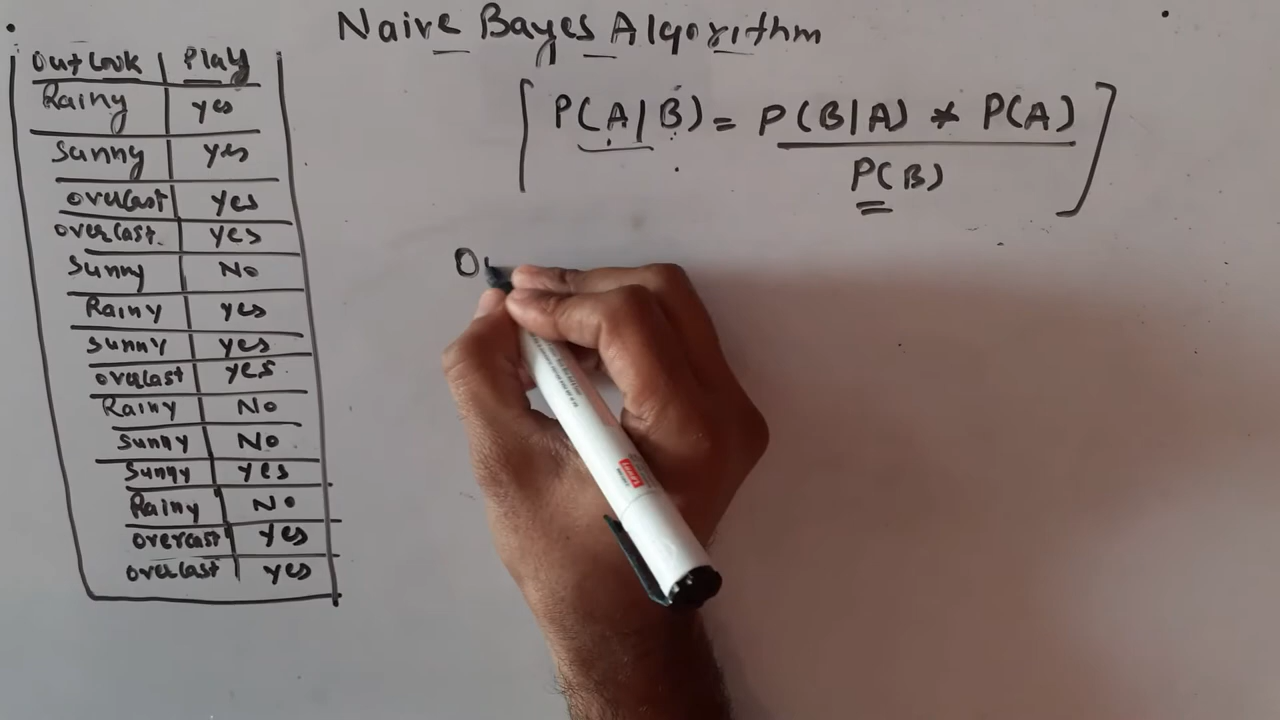 Naive Bayes Algorithm
Outlook Play
Rainy yes
Sunny yes
overcast yes
overcast yes
Sunny No
Rainy yes
Sunny yes
overcast yes
Rainy No
Sunny No
Sunny yes
Rainy No
overcast yes
overcast yes
P(A|B) = P(B|A) * P(A)
P(B)